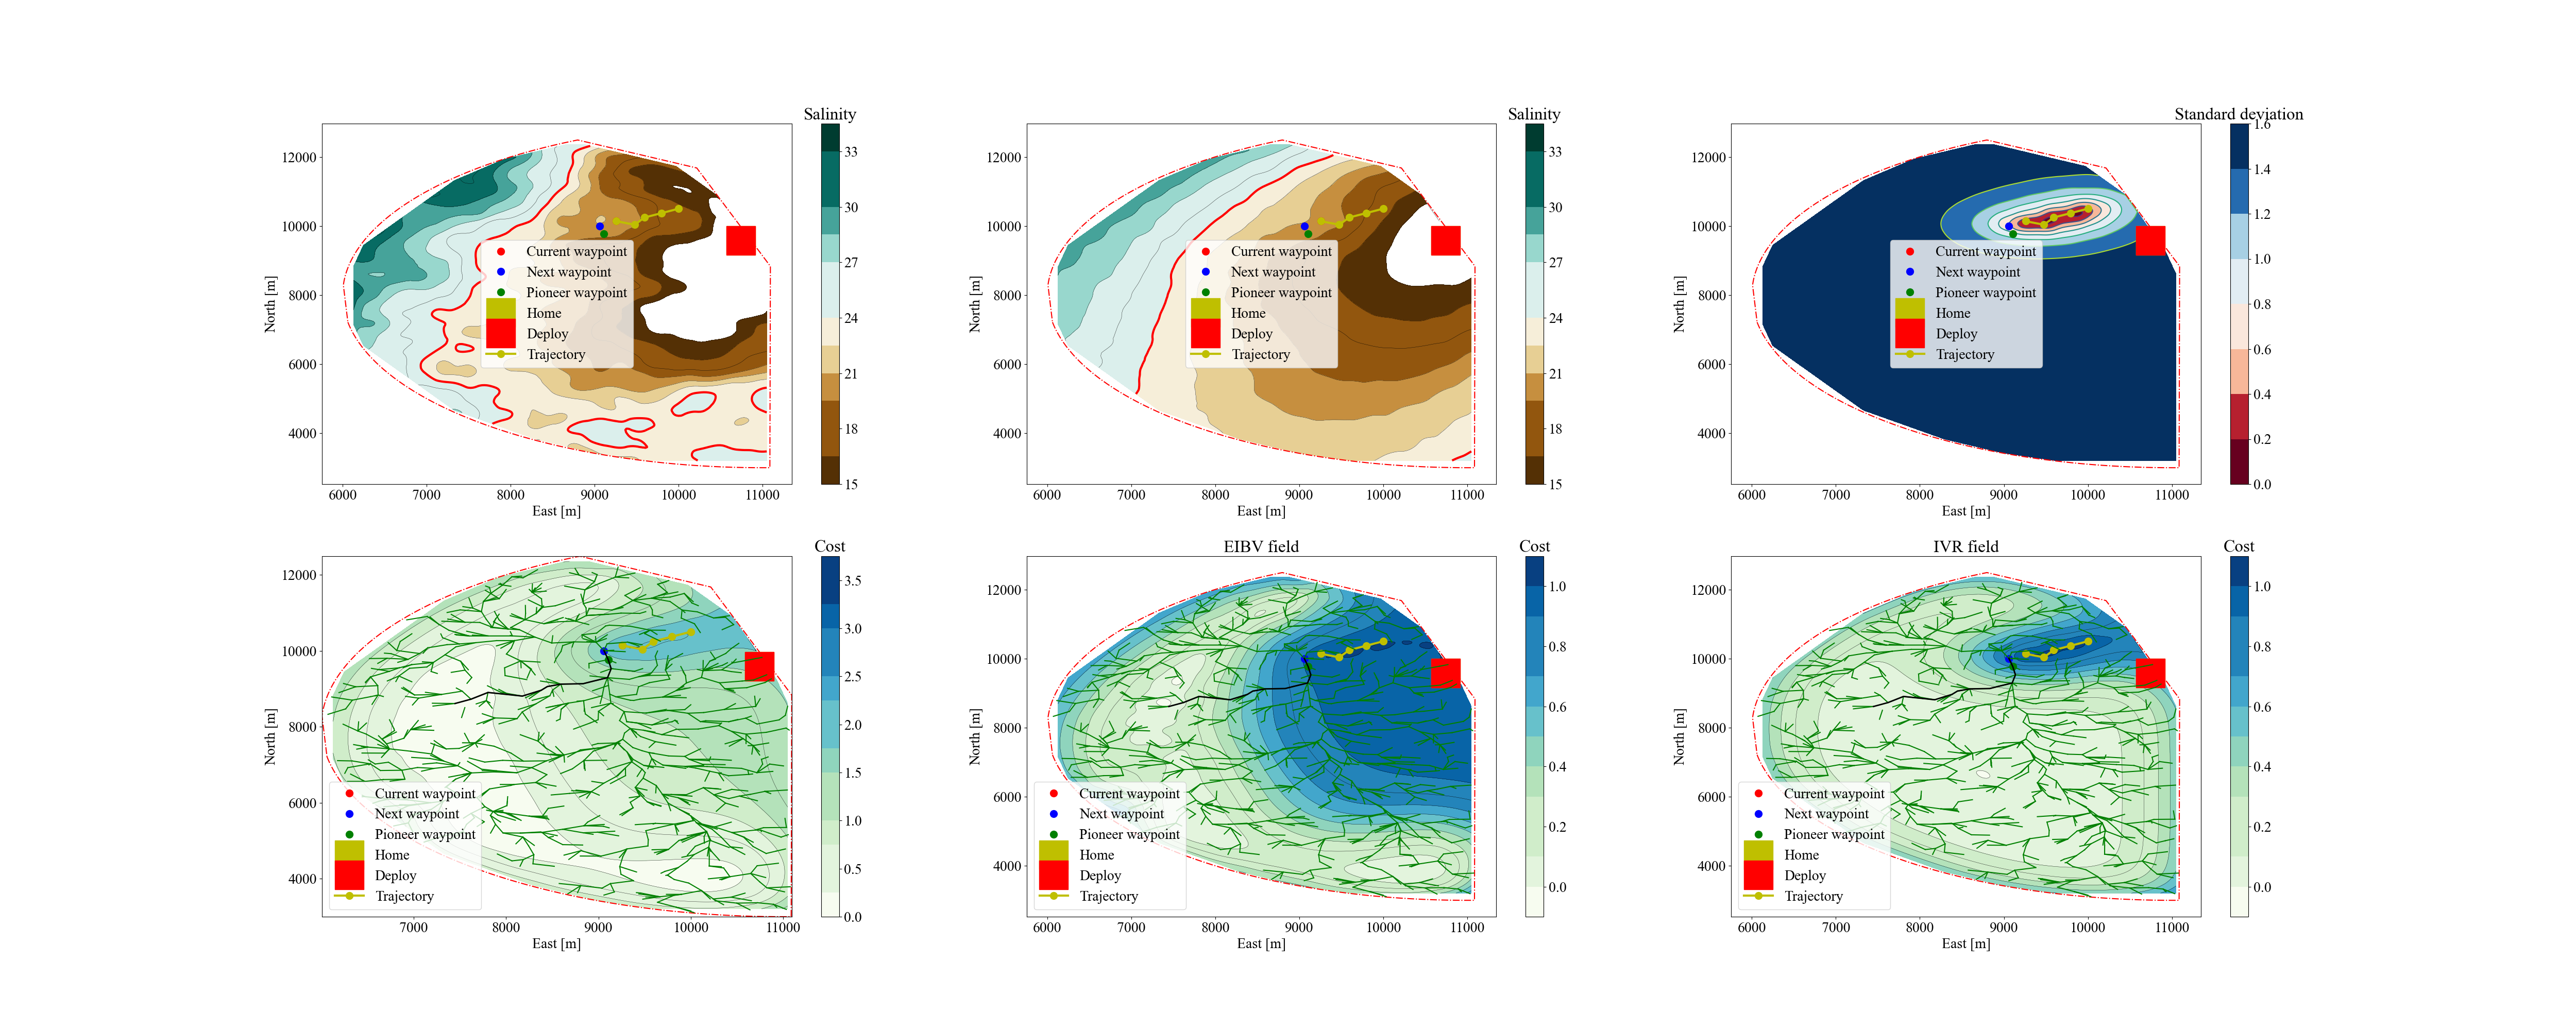 Salinity
12000
10000
8000
6000
4000
North [m]
6000 7000 8000 9000 10000 11000
East [m]
33
30
27
24
21
18
15
Current waypoint
Next waypoint
Pioneer waypoint
Home
Deploy
Trajectory
Salinity
12000
10000
8000
6000
4000
North [m]
6000 7000 8000 9000 10000 11000
East [m]
33
30
27
24
21
18
15
Current waypoint
Next waypoint
Pioneer waypoint
Home
Deploy
Trajectory
Standard deviation
12000
10000
8000
6000
4000
North [m]
6000 7000 8000 9000 10000 11000
East [m]
1.6
1.4
1.2
1.0
0.8
0.6
0.4
0.2
0.0
Current waypoint
Next waypoint
Pioneer waypoint
Home
Deploy
Trajectory
Cost
12000
10000
8000
6000
4000
North [m]
7000 8000 9000 10000 11000
East [m]
3.5
3.0
2.5
2.0
1.5
1.0
0.5
0.0
Current waypoint
Next waypoint
Pioneer waypoint
Home
Deploy
Trajectory
EIBV field
Cost
12000
10000
8000
6000
4000
North [m]
6000 7000 8000 9000 10000 11000
East [m]
1.0
0.8
0.6
0.4
0.2
0.0
Current waypoint
Next waypoint
Pioneer waypoint
Home
Deploy
Trajectory
IVR field
Cost
12000
10000
8000
6000
4000
North [m]
6000 7000 8000 9000 10000 11000
East [m]
1.0
0.8
0.6
0.4
0.2
0.0
Current waypoint
Next waypoint
Pioneer waypoint
Home
Deploy
Trajectory